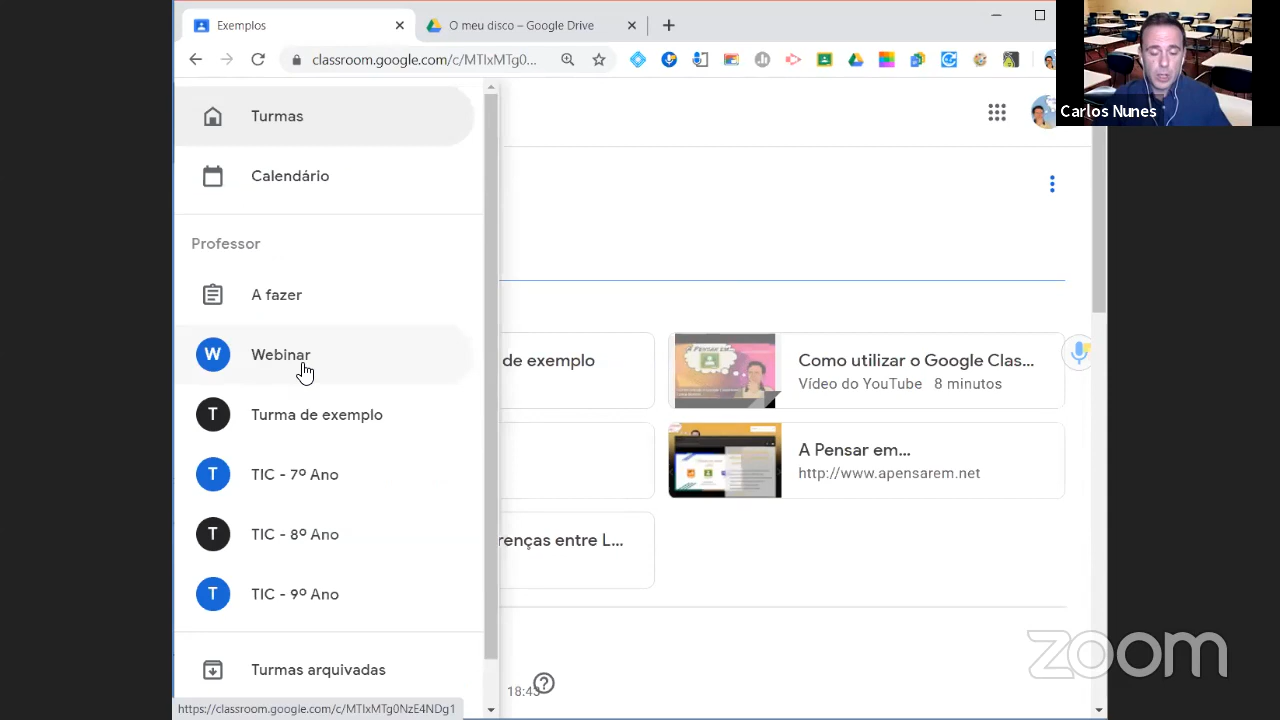 Exemplos
O meu disco – Google Drive
classroom.google.com/c/MTIxMTg0...
Carlos Nunes
Turmas
Calendário
Professor
A fazer
W
Webinar
T
Turma de exemplo
T
TIC - 7º Ano
T
TIC - 8º Ano
T
TIC - 9º Ano
Turmas arquivadas
de exemplo
Como utilizar o Google Clas...
Vídeo do YouTube 8 minutos
A Pensar em...
http://www.apensarem.net
renças entre L...
18:45
https://classroom.google.com/c/MTIxMTg0NzE4NDg1
zoom